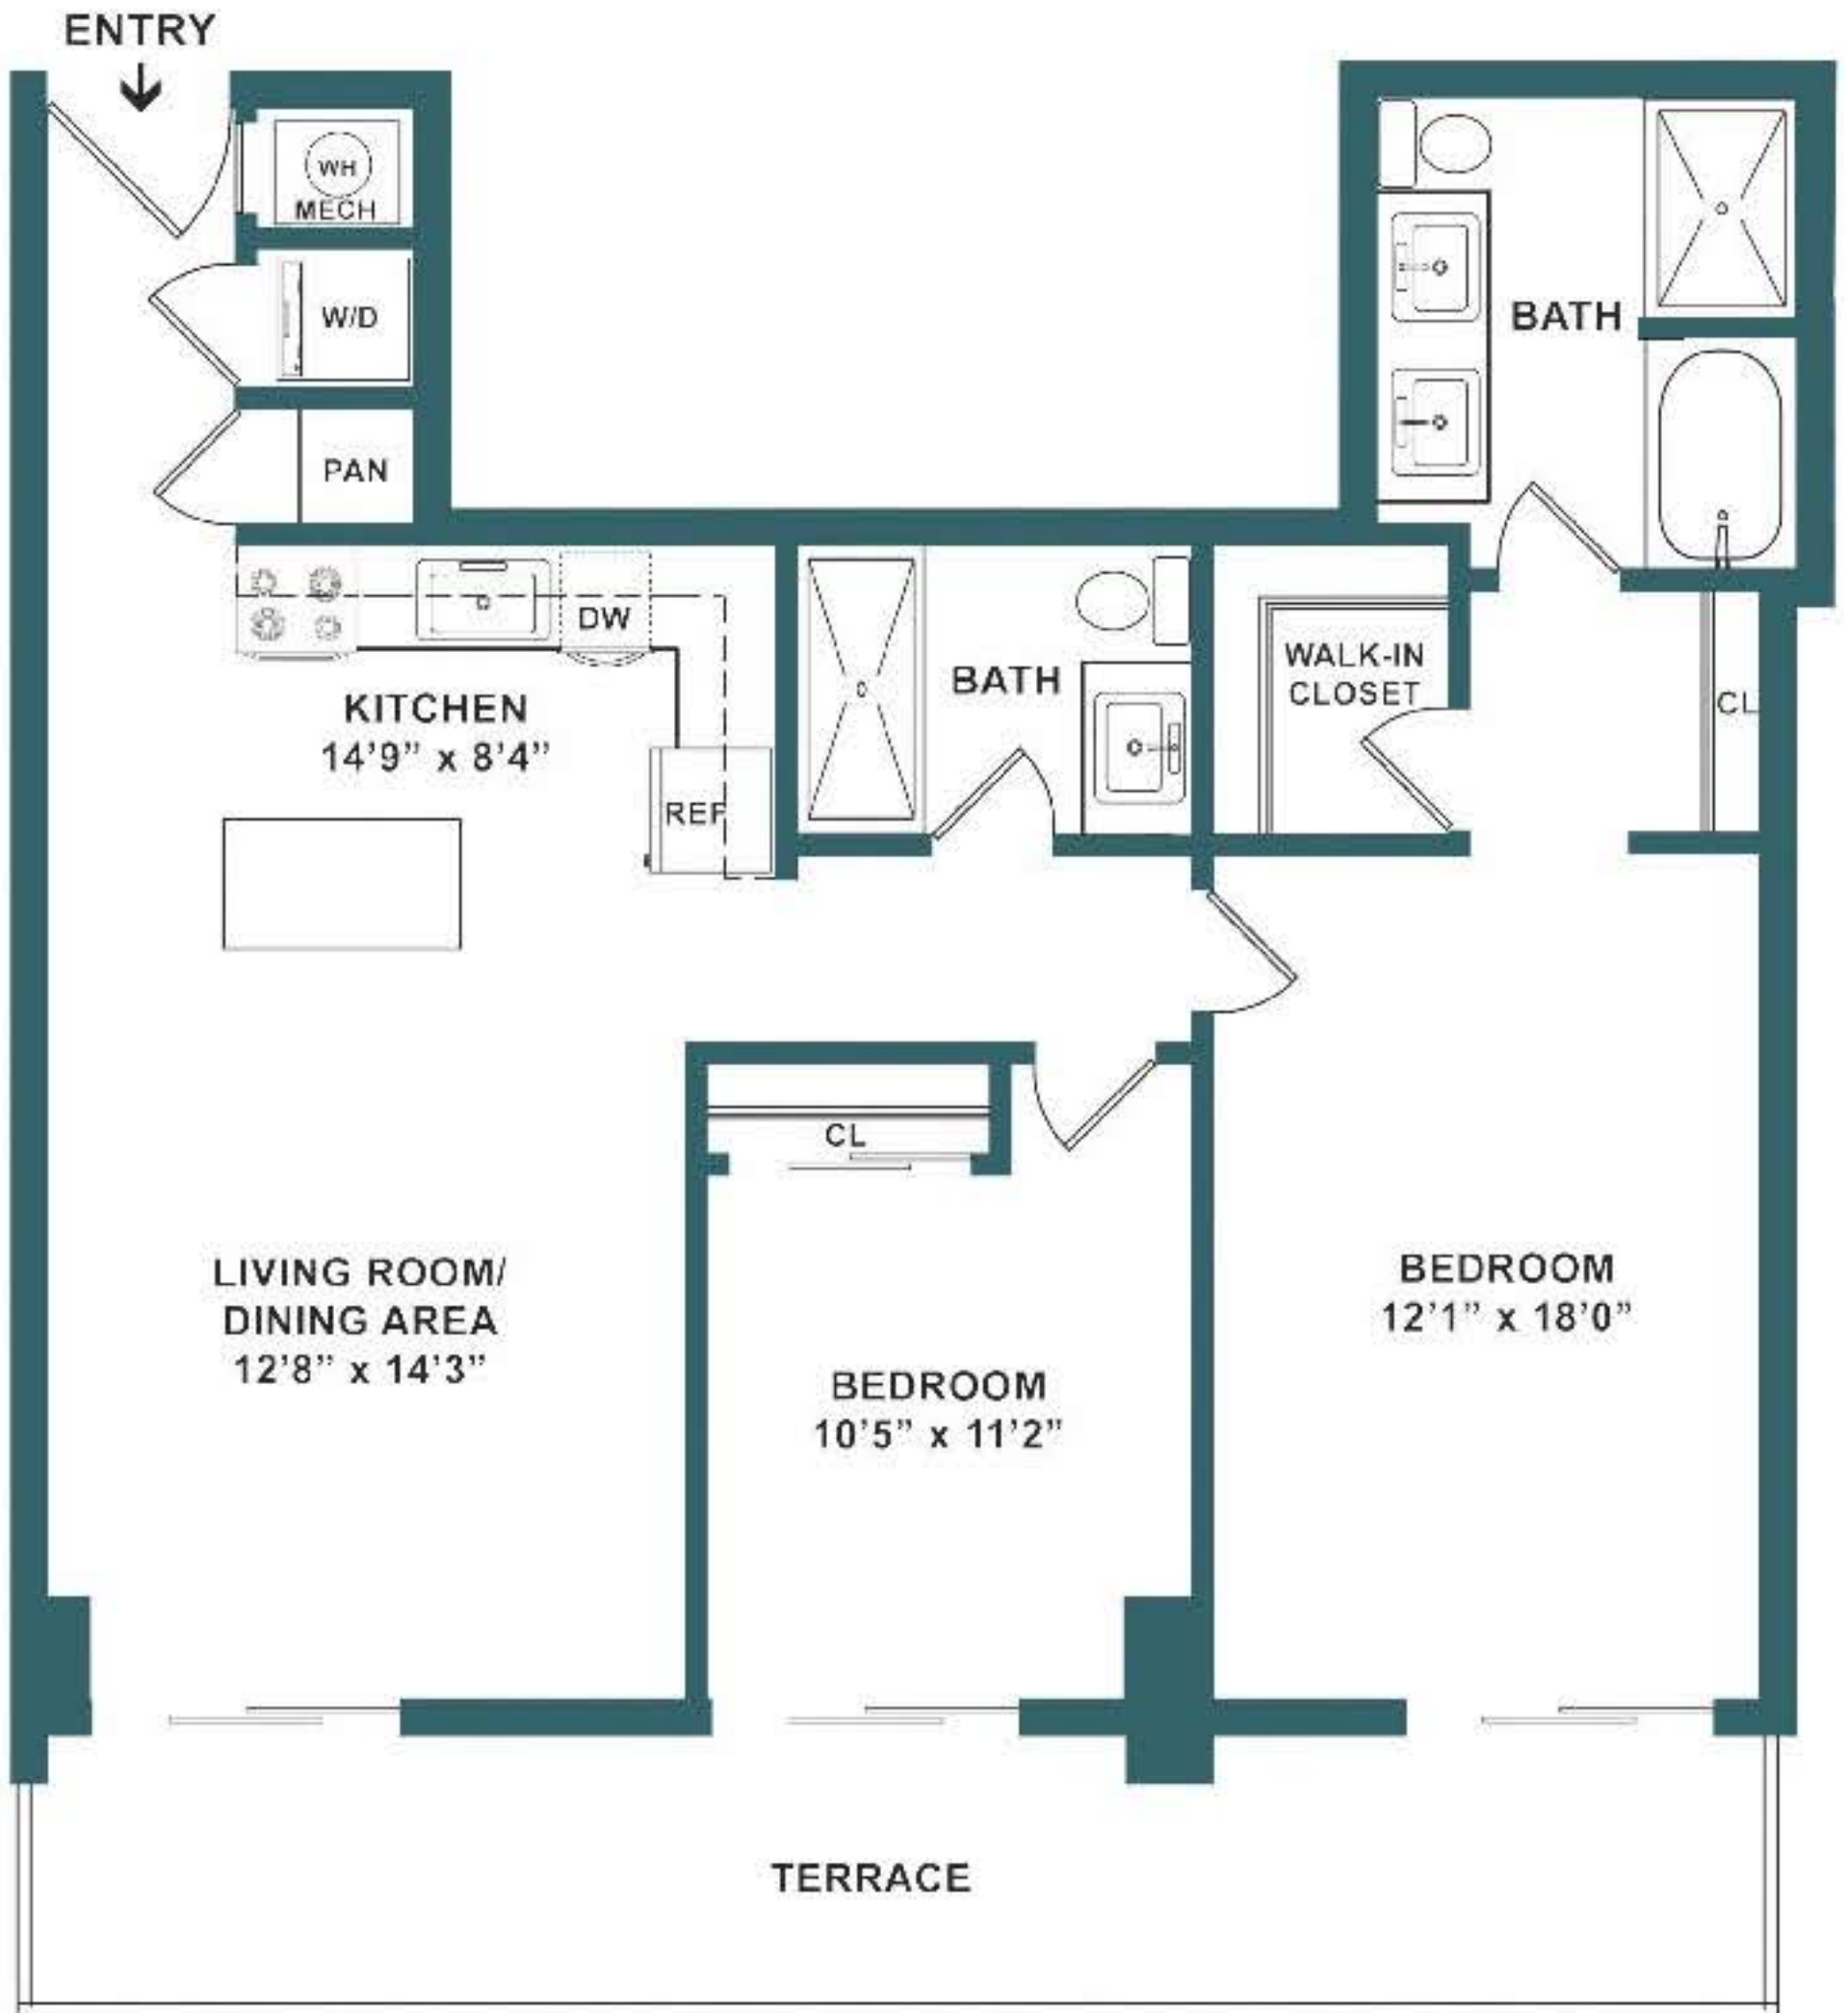 ENTRY
WH
MECH
W/D
PAN
BATH
DW
KITCHEN
14’9” x 8’4”
REF
BATH
WALK-IN
CLOSET
CL
CL
LIVING ROOM/
DINING AREA
12’8” x 14’3”
BEDROOM
10’5” x 11’2”
BEDROOM
12’1” x 18’0”
TERRACE